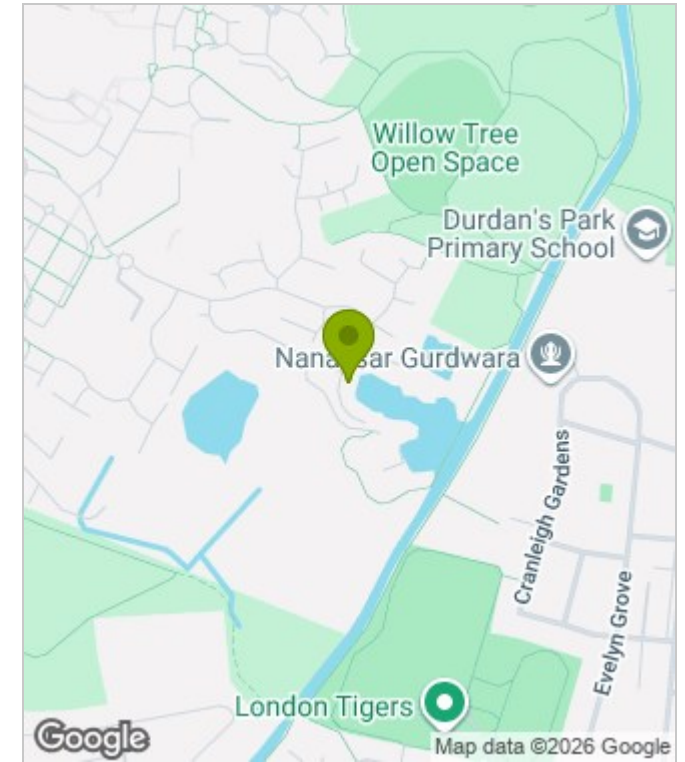 Willow Tree
Open Space
Durdan's Park
Primary School
Nanaksar Gurdwara
Cranleigh Gardens
Evelyn Grove
London Tigers
Google
Map data ©2026 Google